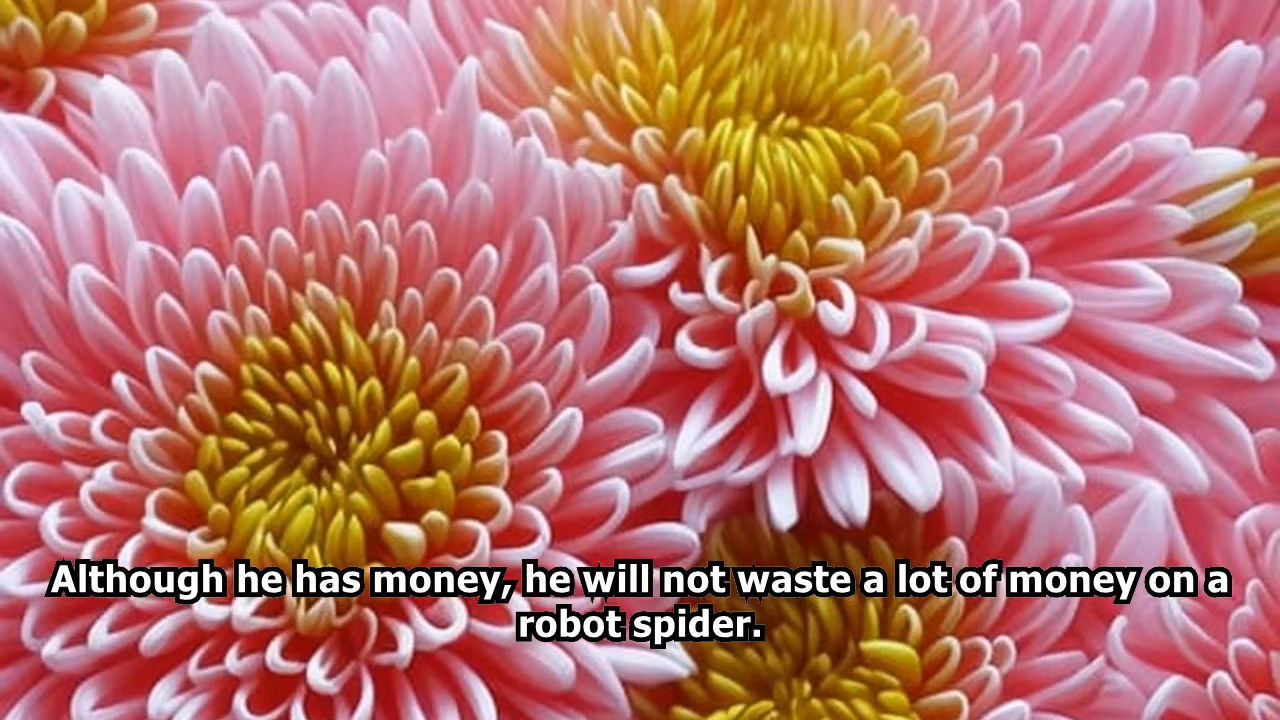 Although he has money, he will not waste a lot of money on a
robot spider.